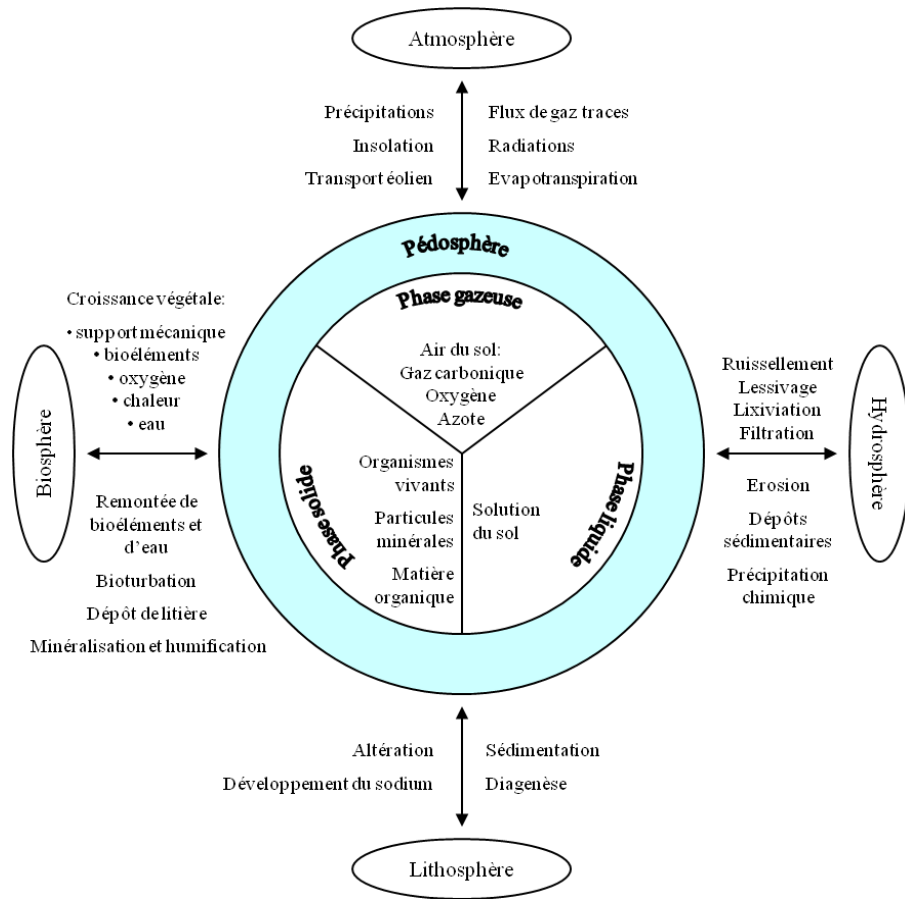 Atmosphère
Précipitations
Insolation
Transport éolien
Flux de gaz traces
Radiations
Evapotranspiration
Pédosphère
Phase gazeuse
Air du sol:
Gaz carbonique
Oxygène
Azote
Croissance végétale:
• support mécanique
• bioéléments
• oxygène
• chaleur
• eau
Biosphère
Remontée de
bioéléments et
d'eau
Bioturbation
Dépôt de litière
Minéralisation et humification
Phase solide
Organismes
vivants
Particules
minérales
Matière
organique
Solution
du sol
Phase liquide
Ruissellement
Lessivage
Lixiviation
Filtration
Erosion
Dépôts
sédimentaires
Précipitation
chimique
Hydrosphère
Altération
Développement du sodium
Sédimentation
Diagenèse
Lithosphère